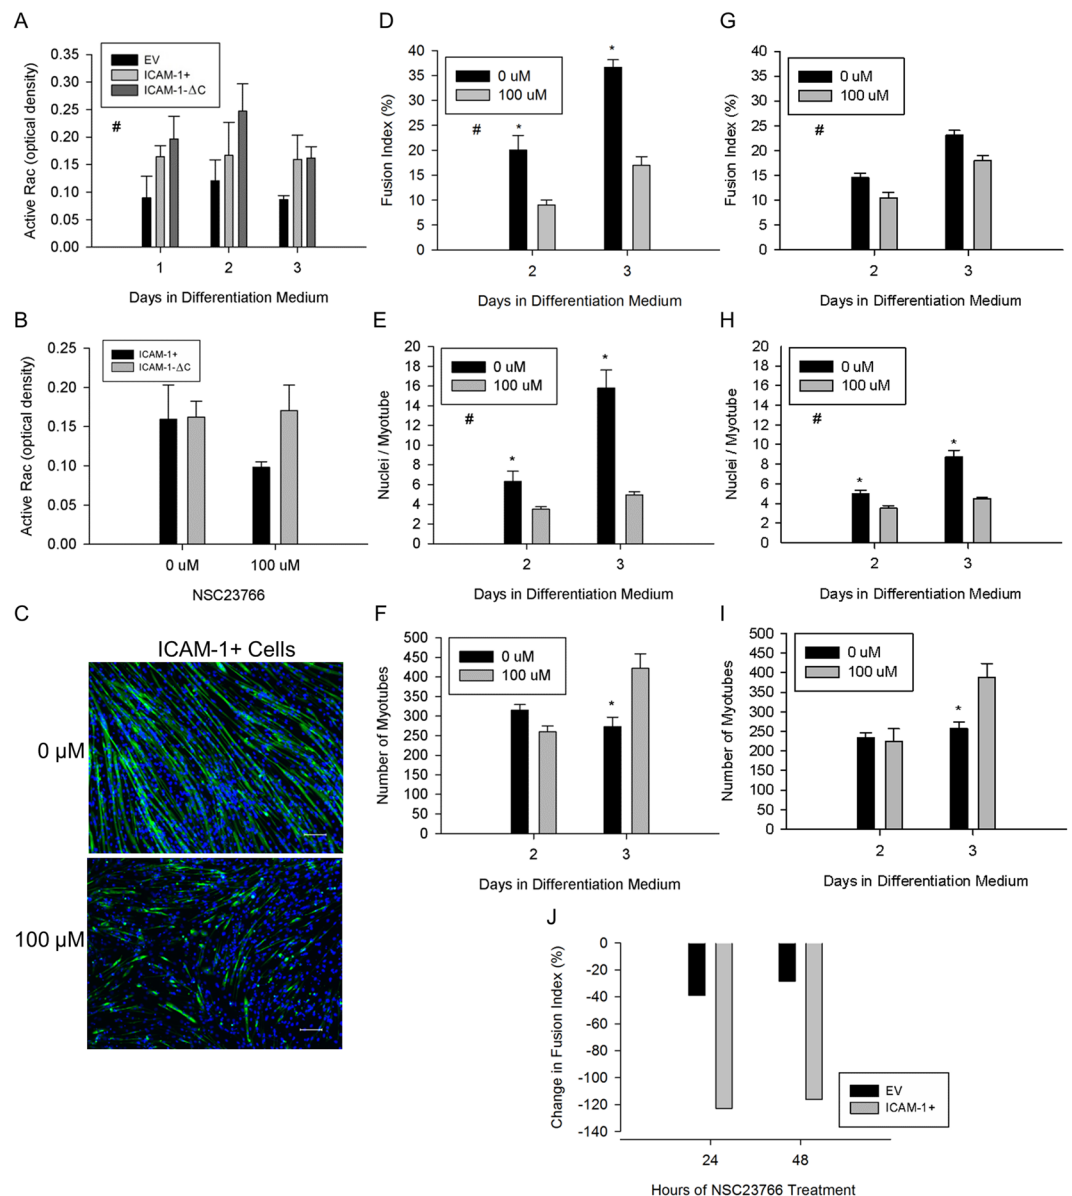 A
0.35
0.30
0.25
0.20
0.15
0.10
0.05
0.00
Active Rac (optical density)
EV
ICAM-1+
ICAM-1-ΔC
#
1 2 3
Days in Differentiation Medium
D
40
35
30
25
20
15
10
5
0
Fusion Index (%)
0 uM
100 uM
#
*
*
2 3
Days in Differentiation Medium
G
40
35
30
25
20
15
10
5
0
Fusion Index (%)
0 uM
100 uM
#
2 3
Days in Differentiation Medium
B
0.25
0.20
0.15
0.10
0.05
0.00
Active Rac (optical density)
ICAM-1+
ICAM-1-ΔC
0 uM 100 uM
NSC23766
E
20
18
16
14
12
10
8
6
4
2
0
Nuclei / Myotube
0 uM
100 uM
#
*
*
2 3
Days in Differentiation Medium
H
20
18
16
14
12
10
8
6
4
2
0
Nuclei / Myotube
0 uM
100 uM
#
*
*
2 3
Days in Differentiation Medium
C
ICAM-1+ Cells
0 µM
100 µM
F
500
450
400
350
300
250
200
150
100
50
0
Number of Myotubes
0 uM
100 uM
*
2 3
Days in Differentiation Medium
I
500
450
400
350
300
250
200
150
100
50
0
Number of Myotubes
0 uM
100 uM
*
2 3
Days in Differentiation Medium
J
0
-20
-40
-60
-80
-100
-120
-140
Change in Fusion Index (%)
EV
ICAM-1+
24 48
Hours of NSC23766 Treatment